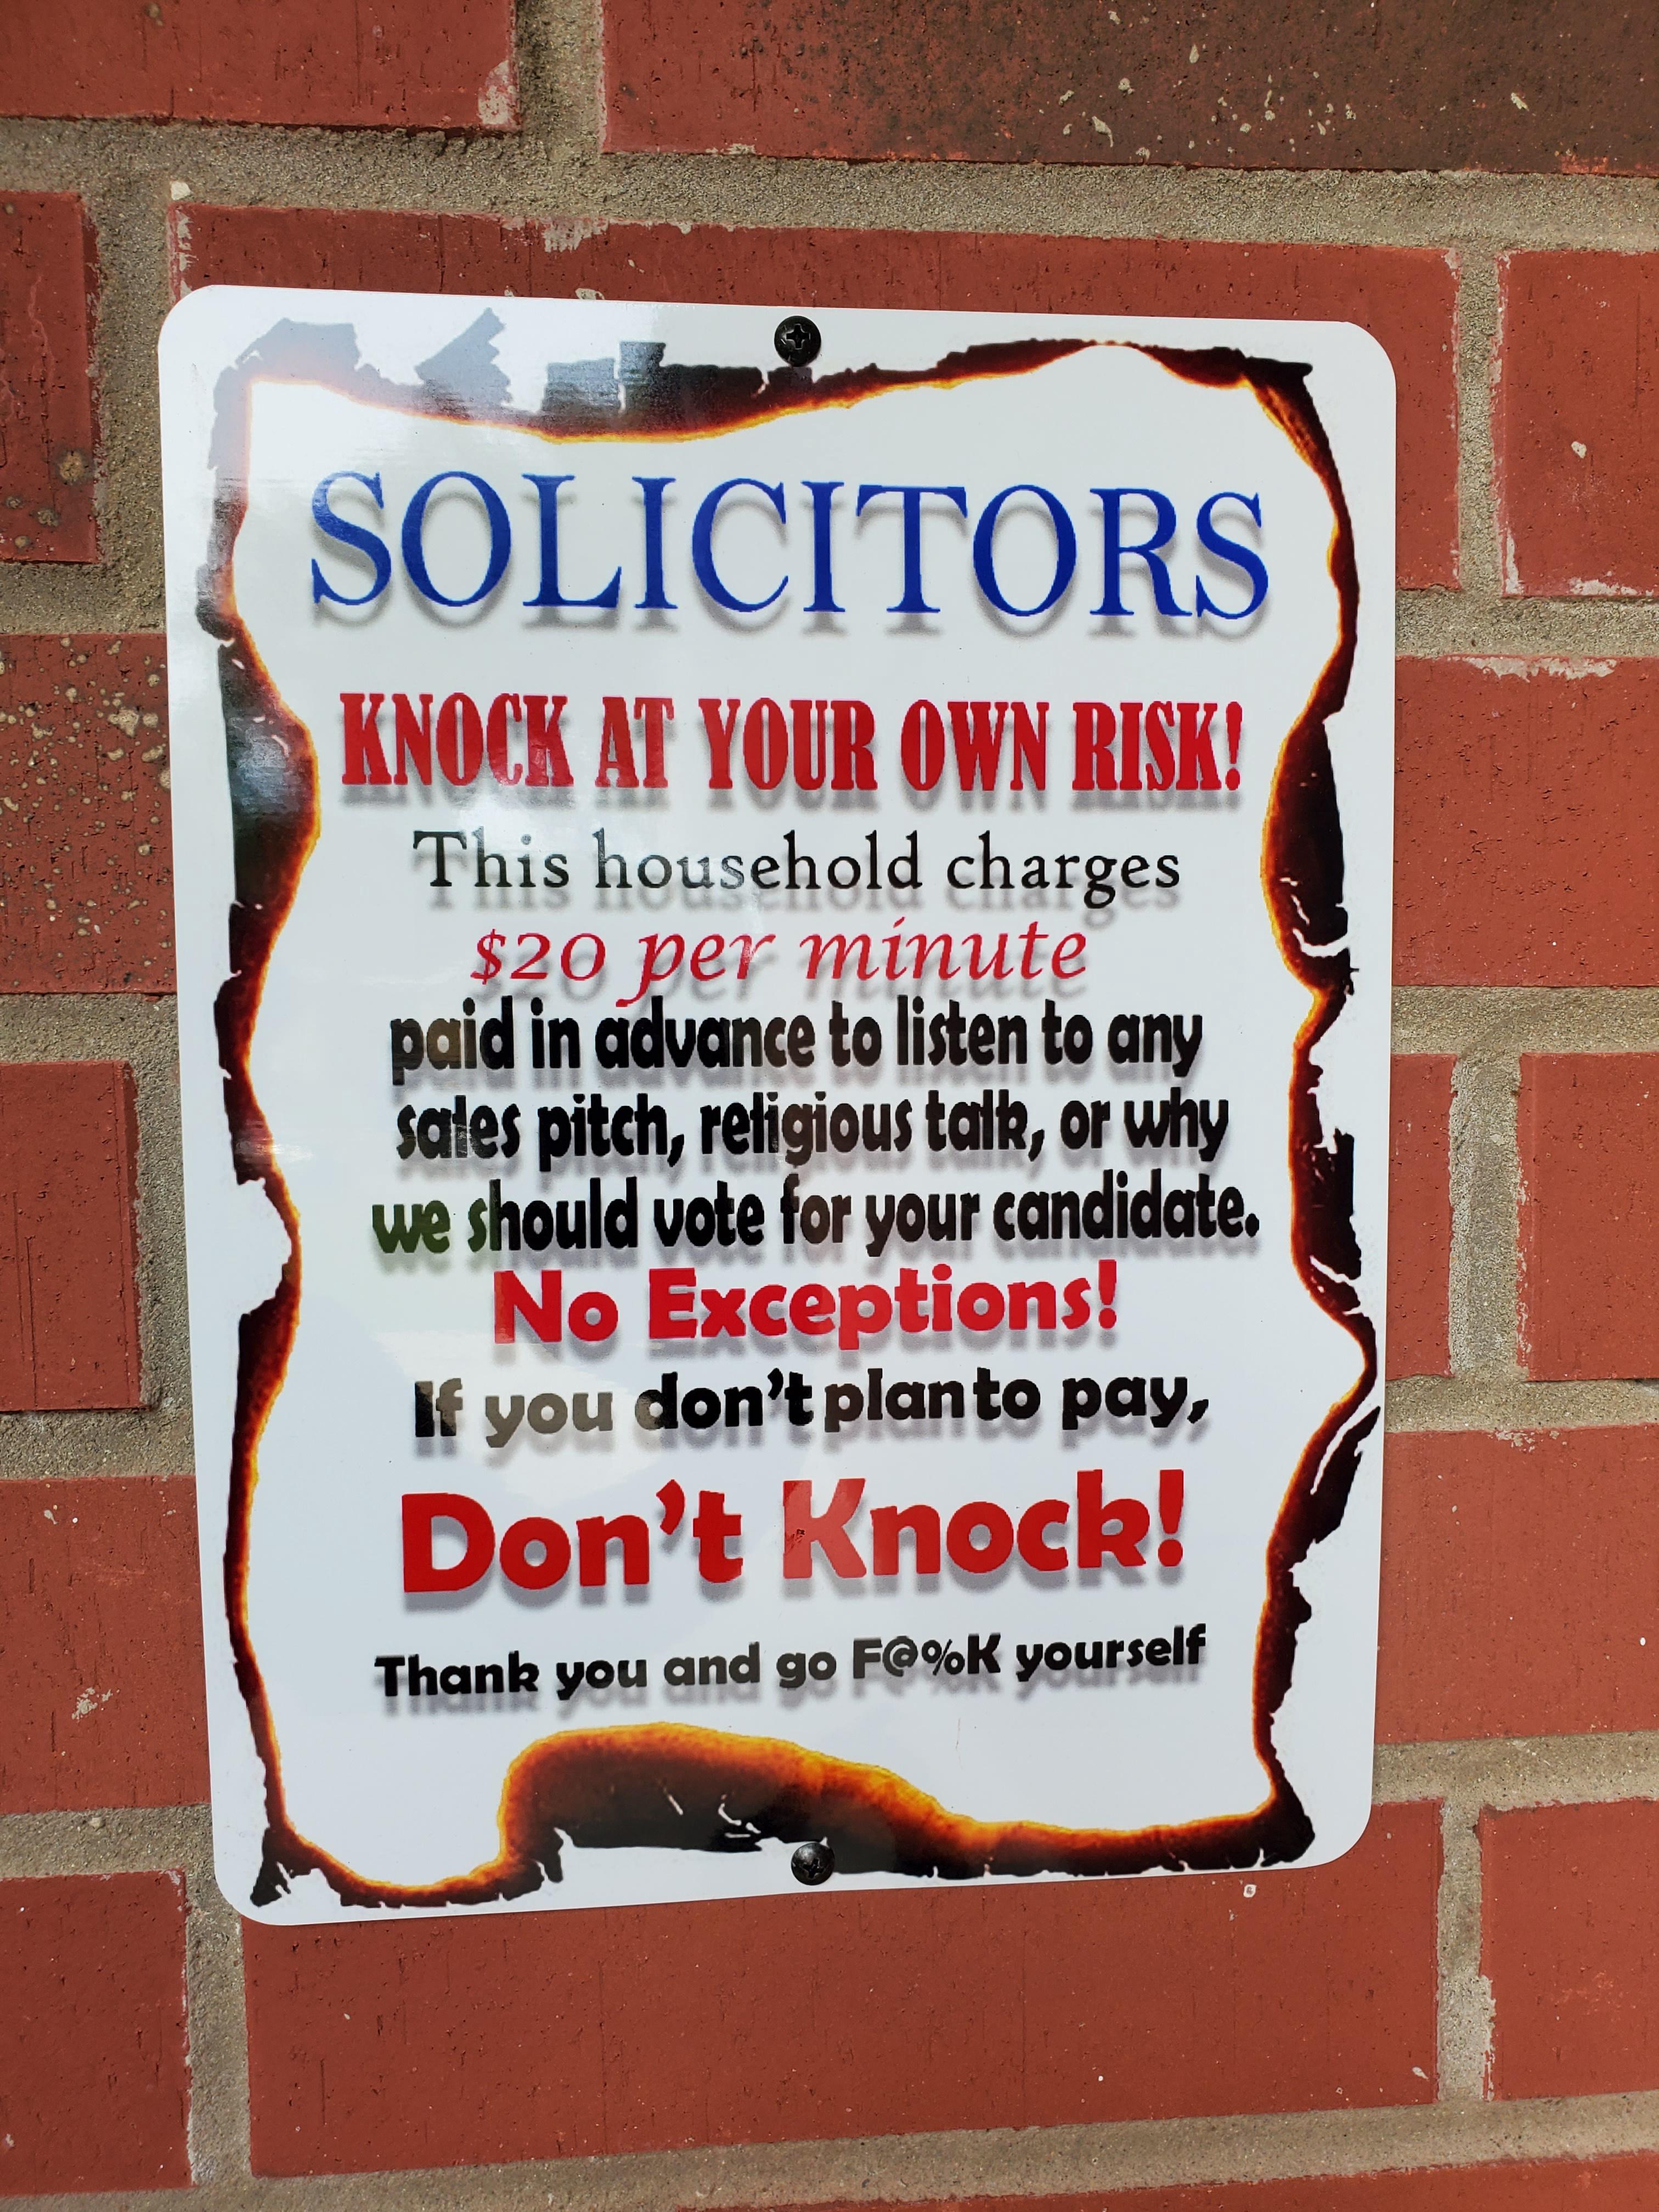 SOLICITORS
KNOCK AT YOUR OWN RISK!
This household charges
$20 per minute
paid in advance to listen to any
sales pitch, religious talk, or why
we should vote for your candidate.
No Exceptions!
If you don't plan to pay,
Don't Knock!
Thank you and go F@%K yourself